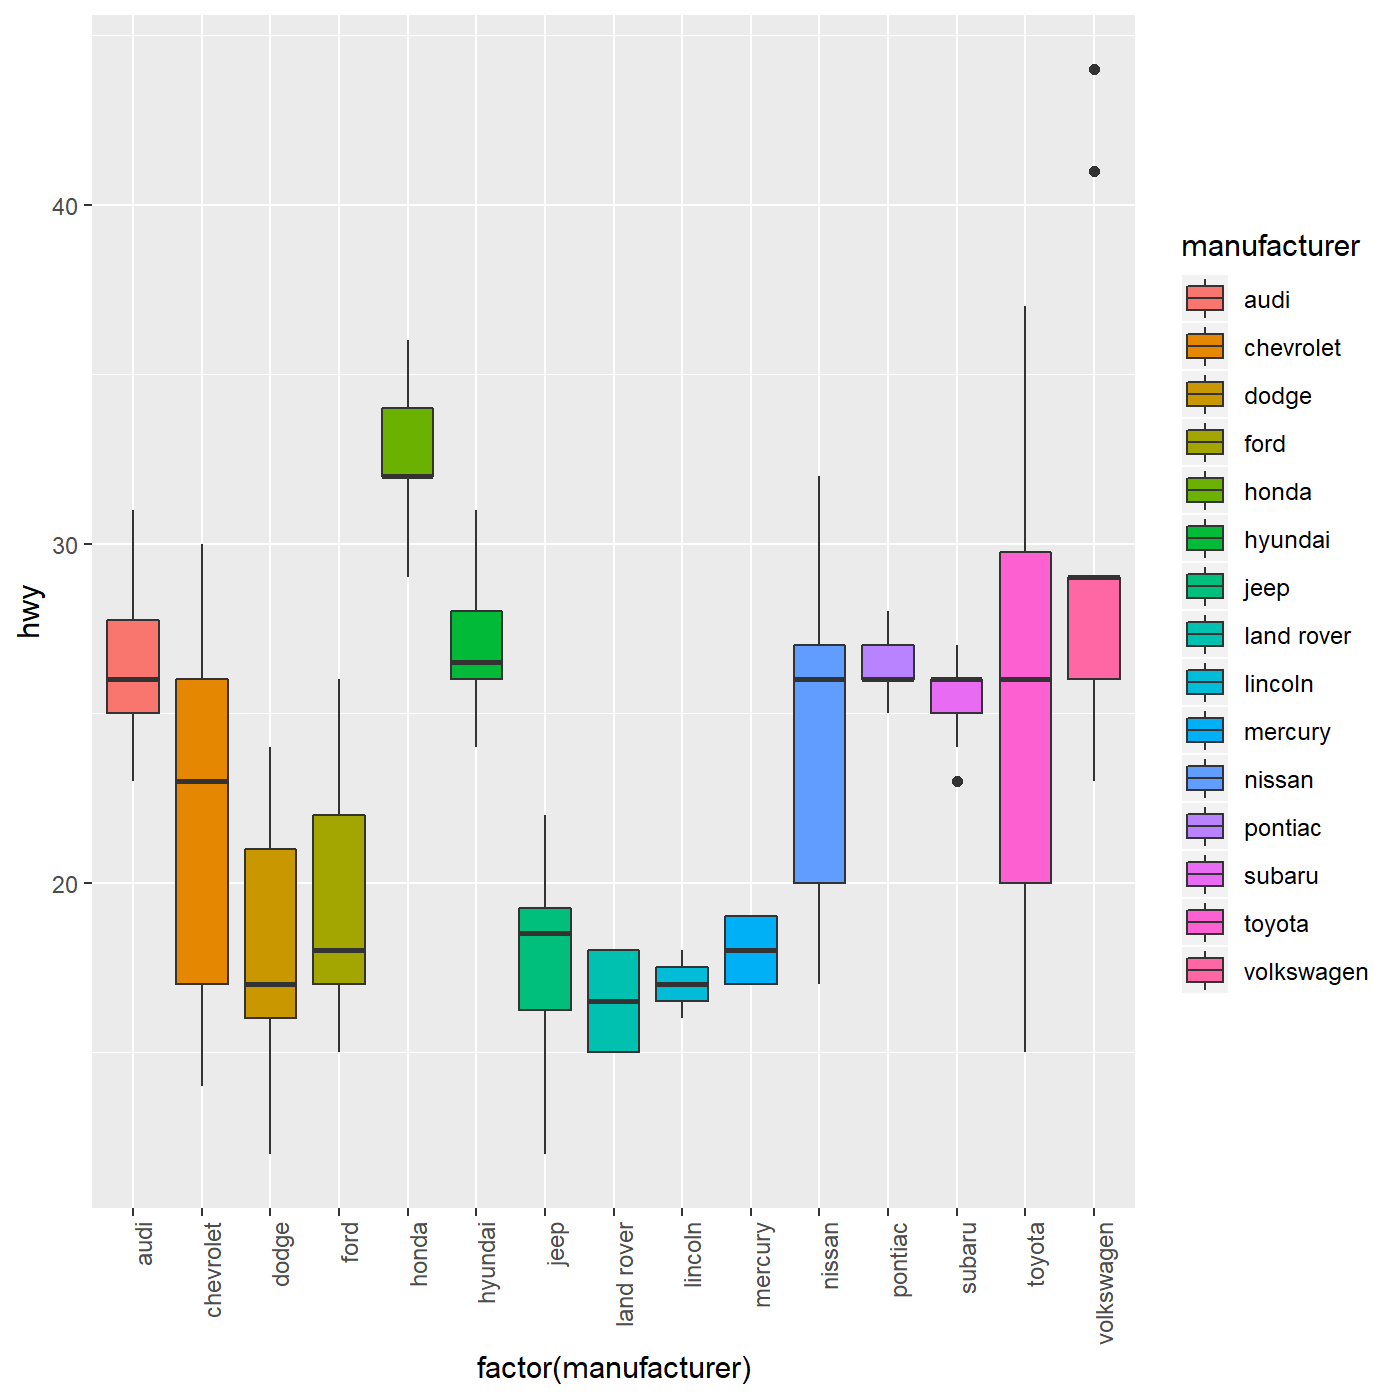 hwy
40
30
20
audi
chevrolet
dodge
ford
honda
hyundai
jeep
land rover
lincoln
mercury
nissan
pontiac
subaru
toyota
volkswagen
factor(manufacturer)
manufacturer
audi
chevrolet
dodge
ford
honda
hyundai
jeep
land rover
lincoln
mercury
nissan
pontiac
subaru
toyota
volkswagen